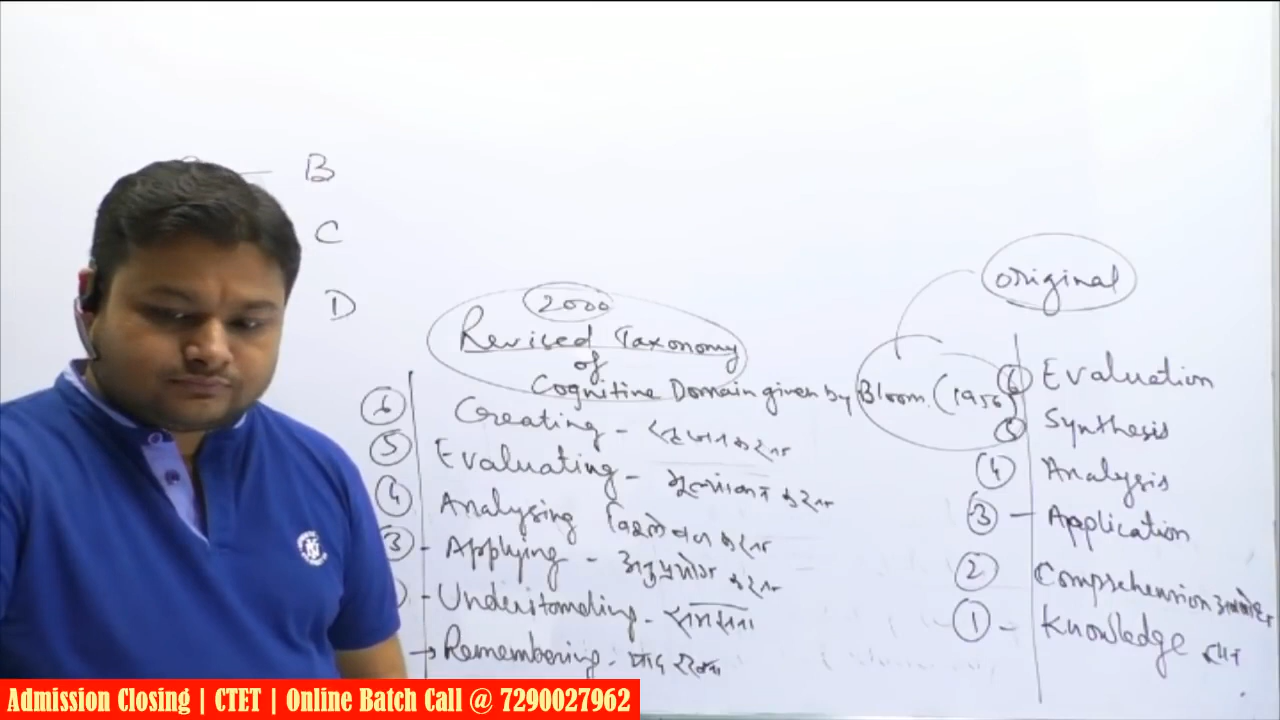 B
C
D
2000
Revised Taxonomy
of
Cognitive Domain given by Bloom (1956)
6 Creating - सृजन करना
5 Evaluating - मूल्यांकन करना
4 Analysing विश्लेषण करना
3 - Applying - अनुप्रयोग करना
- Understanding - समझना
→ Remembering - याद रखना
original
6 Evaluation
5 Synthesis
4 Analysis
3 - Application
2 Comprehension अवबोध
1 - Knowledge ज्ञान
Admission Closing | CTET | Online Batch Call @ 7290027962